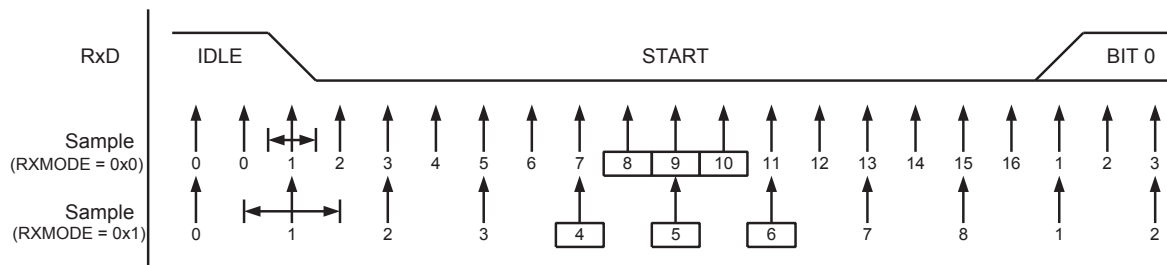 RxD IDLE START BIT 0
Sample
(RXMODE = 0x0)
0 0 1 2 3 4 5 6 7 8 9 10 11 12 13 14 15 16 1 2 3
Sample
(RXMODE = 0x1)
0 1 2 3 4 5 6 7 8 1 2